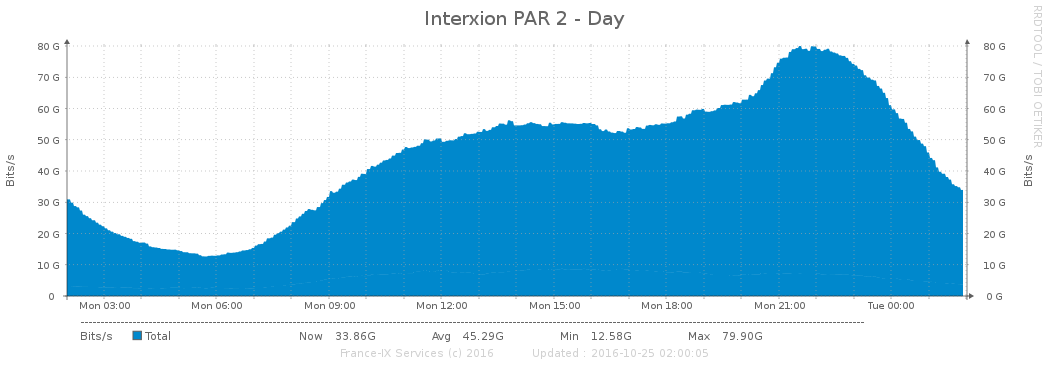 Interxion PAR 2 - Day
RRDTOOL / TOBI OETIKER
Bits/s
80 G
70 G
60 G
50 G
40 G
30 G
20 G
10 G
0
80 G
70 G
60 G
50 G
40 G
30 G
20 G
10 G
0 G
Bits/s
Mon 03:00 Mon 06:00 Mon 09:00 Mon 12:00 Mon 15:00 Mon 18:00 Mon 21:00 Tue 00:00
Bits/s Total Now 33.86G Avg 45.29G Min 12.58G Max 79.90G
France-IX Services (c) 2016 Updated : 2016-10-25 02:00:05